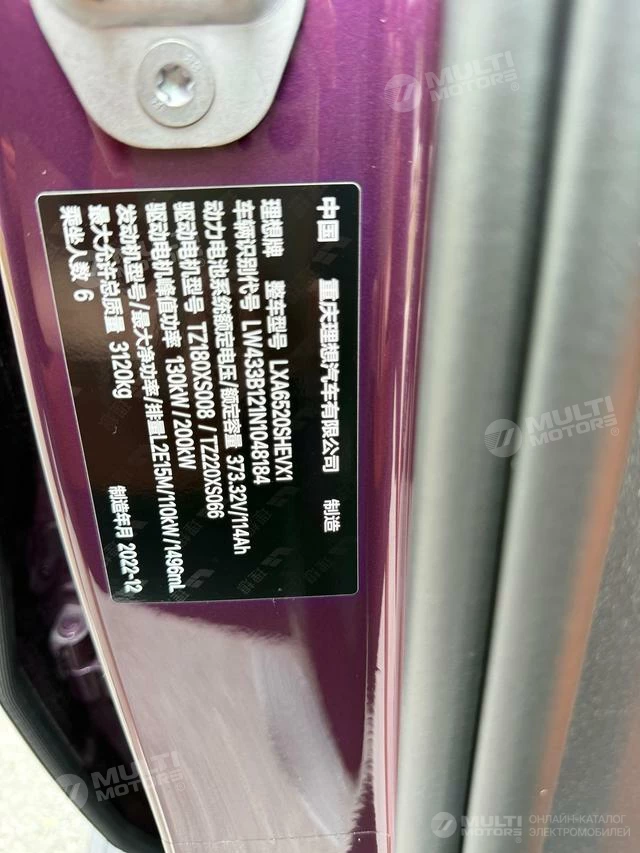 中国 重庆理想汽车有限公司 制造
理想牌 整车型号 LXA6520SHEVX1
车辆识别代号 LW433B121N1048184
动力电池系统额定电压/额定容量 373.32V/114Ah
驱动电机型号 TZ180XS008 / TZ220XS066
驱动电机峰值功率 130kW/200kW
发动机型号/最大净功率/排量 L2E15M/110kW/1496mL
最大允许总质量 3120kg 制造年月 2022-12
乘坐人数 6
MULTI MOTORS®
MULTI MOTORS®
MULTI MOTORS
MULTI MOTORS® ОНЛАЙН-КАТАЛОГ ЭЛЕКТРОМОБИЛЕЙ